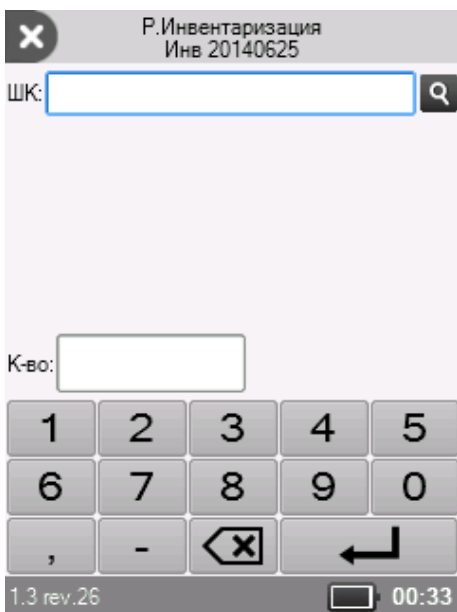 Р.Инвентаризация
Инв 20140625
ШК:
К-во:
1 2 3 4 5
6 7 8 9 0
, -
1.3 rev.26 00:33